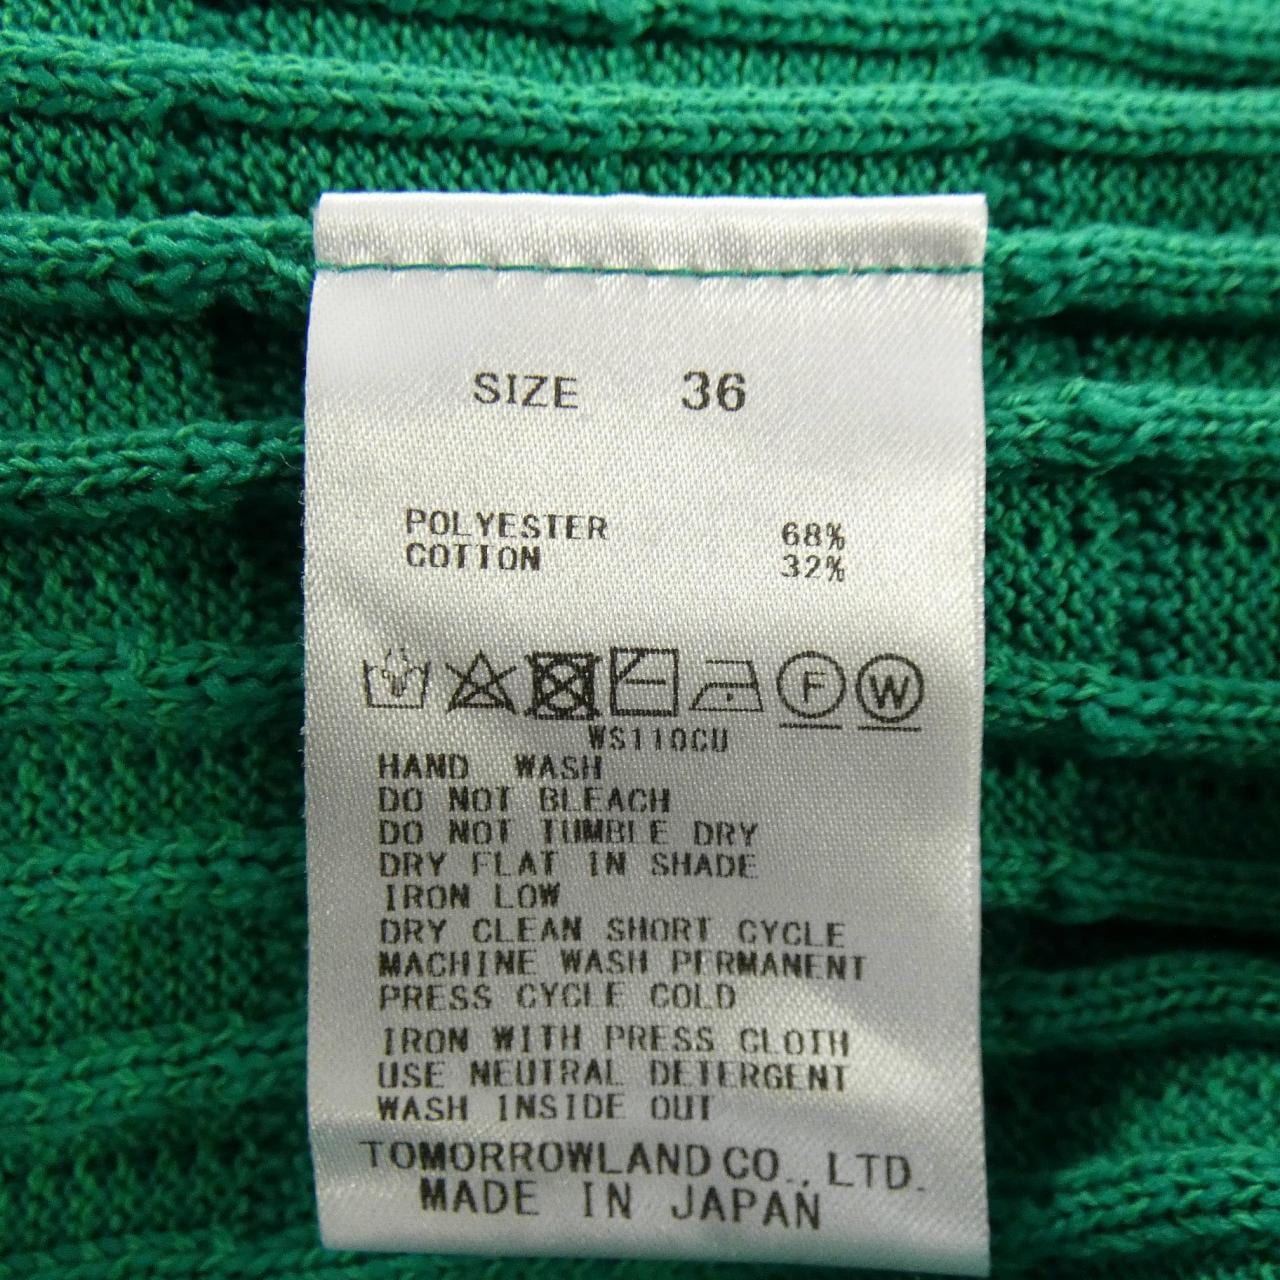 SIZE 36
POLYESTER 68%
COTTON 32%
F W
WS110CU
HAND WASH
DO NOT BLEACH
DO NOT TUMBLE DRY
DRY FLAT IN SHADE
IRON LOW
DRY CLEAN SHORT CYCLE
MACHINE WASH PERMANENT
PRESS CYCLE COLD
IRON WITH PRESS CLOTH
USE NEUTRAL DETERGENT
WASH INSIDE OUT
TOMORROWLAND CO., LTD.
MADE IN JAPAN